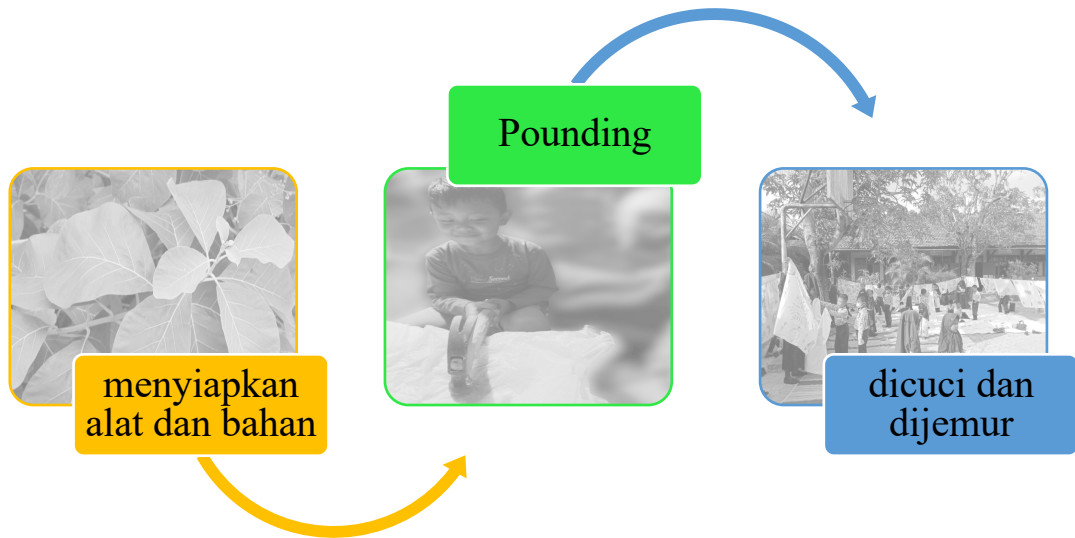 menyiapkan
alat dan bahan
Pounding
dicuci dan
dijemur